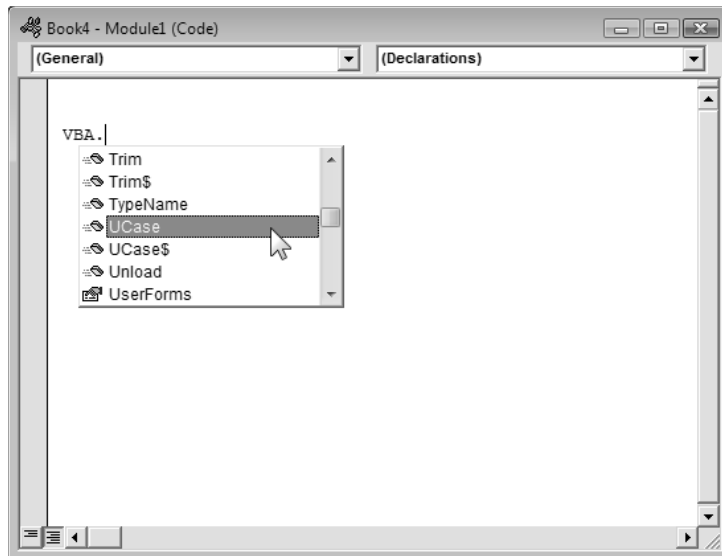 Book4 - Module1 (Code)
(General) (Declarations)
VBA.
Trim
Trim$
TypeName
UCase
UCase$
Unload
UserForms